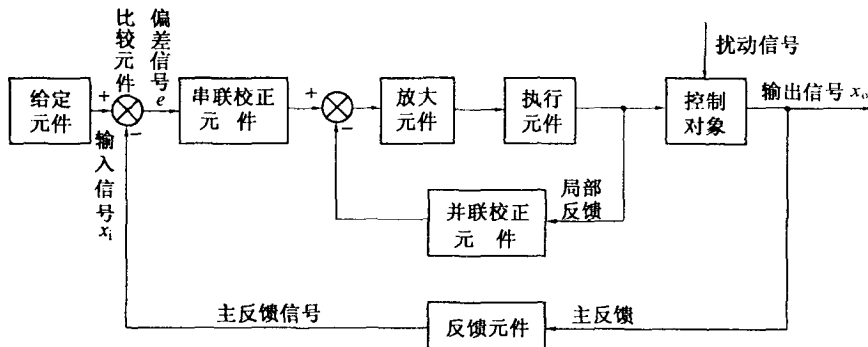 比较元件
偏差信号 e
扰动信号
给定
元件
+
−
串联校正
元 件
+
−
放大
元件
执行
元件
控制
对象
输出信号 xo
输入信号 xi
并联校正
元 件
局部
反馈
主反馈信号
反馈元件
主反馈